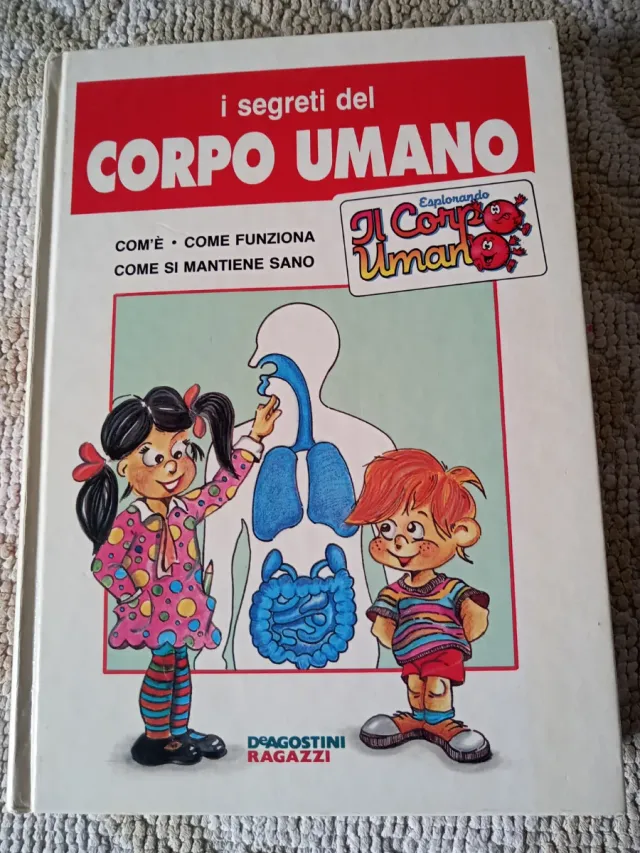 i segreti del
CORPO UMANO
Esplorando
Il Corpo
Umano
COM'È • COME FUNZIONA
COME SI MANTIENE SANO
DeAGOSTINI
RAGAZZI